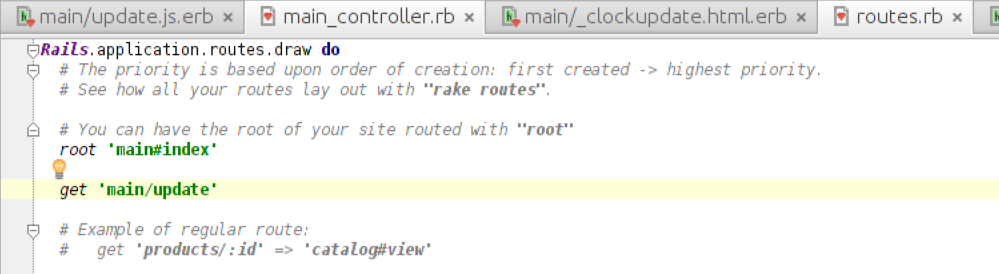 main/update.js.erb × main_controller.rb × main/_clockupdate.html.erb × routes.rb ×
Rails.application.routes.draw do
# The priority is based upon order of creation: first created -> highest priority.
# See how all your routes lay out with "rake routes".
# You can have the root of your site routed with "root"
root 'main#index'
get 'main/update'
# Example of regular route:
#   get 'products/:id' => 'catalog#view'